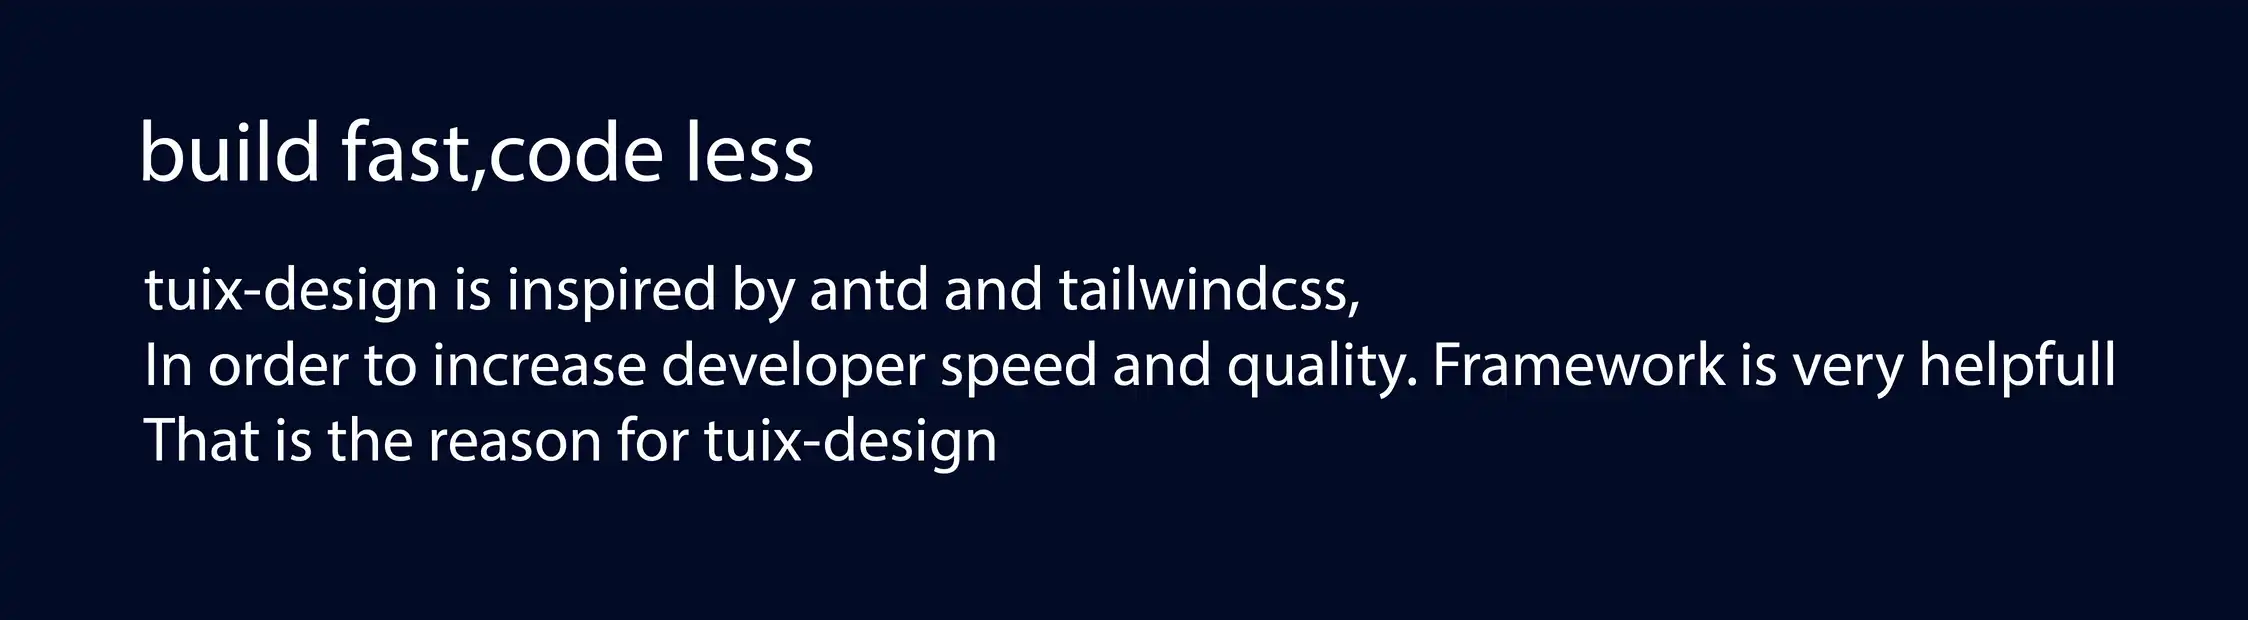 build fast,code less
tuix-design is inspired by antd and tailwindcss,
In order to increase developer speed and quality. Framework is very helpfull
That is the reason for tuix-design